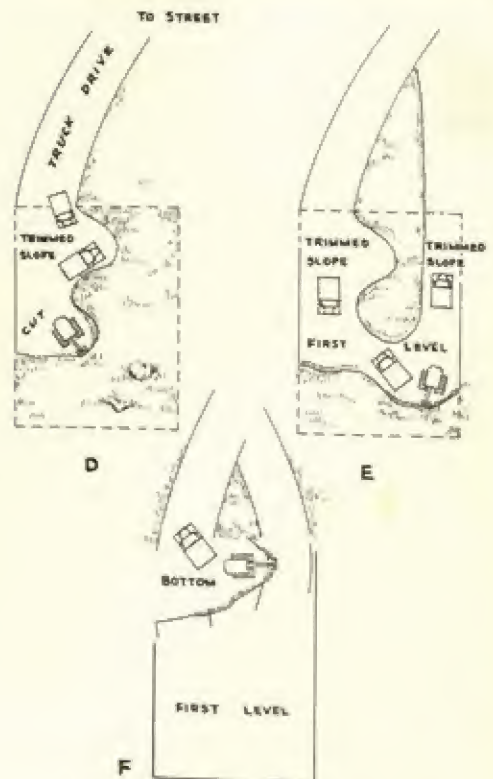 TO STREET
TRUCK DRIVE
TRIMMED
SLOPE
CUT
D
TRIMMED
SLOPE
TRIMMED
SLOPE
FIRST LEVEL
E
BOTTOM
FIRST LEVEL
F